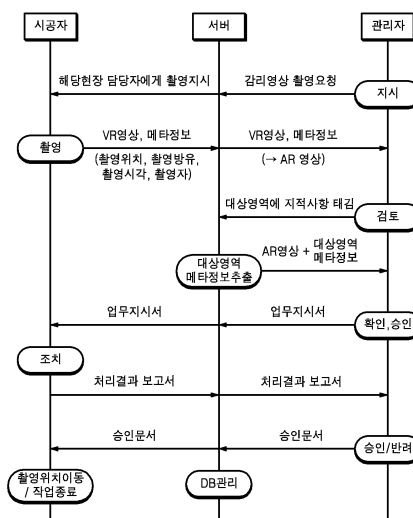 시공자 서버 관리자
해당현장 담당자에게 촬영지시 감리영상 촬영요청
지시
촬영
VR영상, 메타정보 VR영상, 메타정보
(촬영위치, 촬영방유,
촬영시각, 촬영자)
(→ AR 영상)
대상영역에 지적사항 태깅
검토
대상영역
메타정보추출
AR영상 + 대상영역
메타정보
업무지시서 업무지시서
확인,승인
조치
처리결과 보고서 처리결과 보고서
승인문서 승인문서
승인/반려
촬영위치이동
/ 작업종료
DB관리